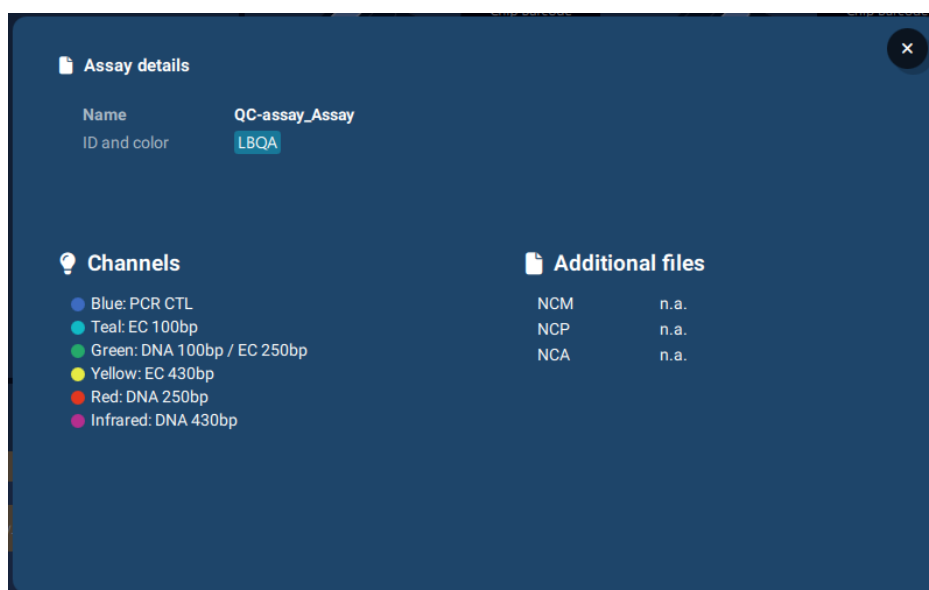 Assay details
Name QC-assay_Assay
ID and color LBQA
Channels
Blue: PCR CTL
Teal: EC 100bp
Green: DNA 100bp / EC 250bp
Yellow: EC 430bp
Red: DNA 250bp
Infrared: DNA 430bp
Additional files
NCM n.a.
NCP n.a.
NCA n.a.